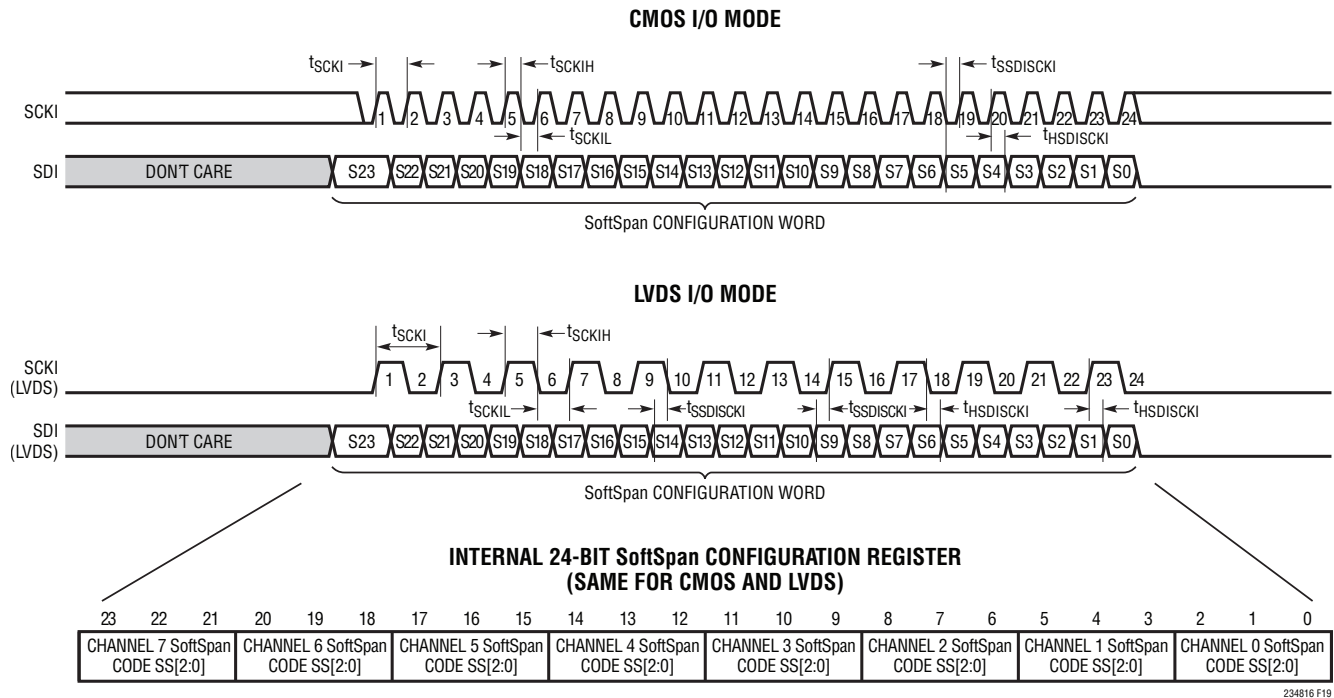 CMOS I/O MODE
tSCKI
tSCKIH
tSSDISCKI
SCKI
1 2 3 4 5 6 7 8 9 10 11 12 13 14 15 16 17 18 19 20 21 22 23 24
tSCKIL
tHSDISCKI
SDI
DON'T CARE
S23 S22 S21 S20 S19 S18 S17 S16 S15 S14 S13 S12 S11 S10 S9 S8 S7 S6 S5 S4 S3 S2 S1 S0
SoftSpan CONFIGURATION WORD
LVDS I/O MODE
tSCKI
tSCKIH
SCKI
(LVDS)
1 2 3 4 5 6 7 8 9 10 11 12 13 14 15 16 17 18 19 20 21 22 23 24
tSCKIL
tSSDISCKI
tSSDISCKI
tHSDISCKI
tHSDISCKI
SDI
(LVDS)
DON'T CARE
S23 S22 S21 S20 S19 S18 S17 S16 S15 S14 S13 S12 S11 S10 S9 S8 S7 S6 S5 S4 S3 S2 S1 S0
SoftSpan CONFIGURATION WORD
INTERNAL 24-BIT SoftSpan CONFIGURATION REGISTER
(SAME FOR CMOS AND LVDS)
23 22 21 20 19 18 17 16 15 14 13 12 11 10 9 8 7 6 5 4 3 2 1 0
CHANNEL 7 SoftSpan
CODE SS[2:0]
CHANNEL 6 SoftSpan
CODE SS[2:0]
CHANNEL 5 SoftSpan
CODE SS[2:0]
CHANNEL 4 SoftSpan
CODE SS[2:0]
CHANNEL 3 SoftSpan
CODE SS[2:0]
CHANNEL 2 SoftSpan
CODE SS[2:0]
CHANNEL 1 SoftSpan
CODE SS[2:0]
CHANNEL 0 SoftSpan
CODE SS[2:0]
234816 F19